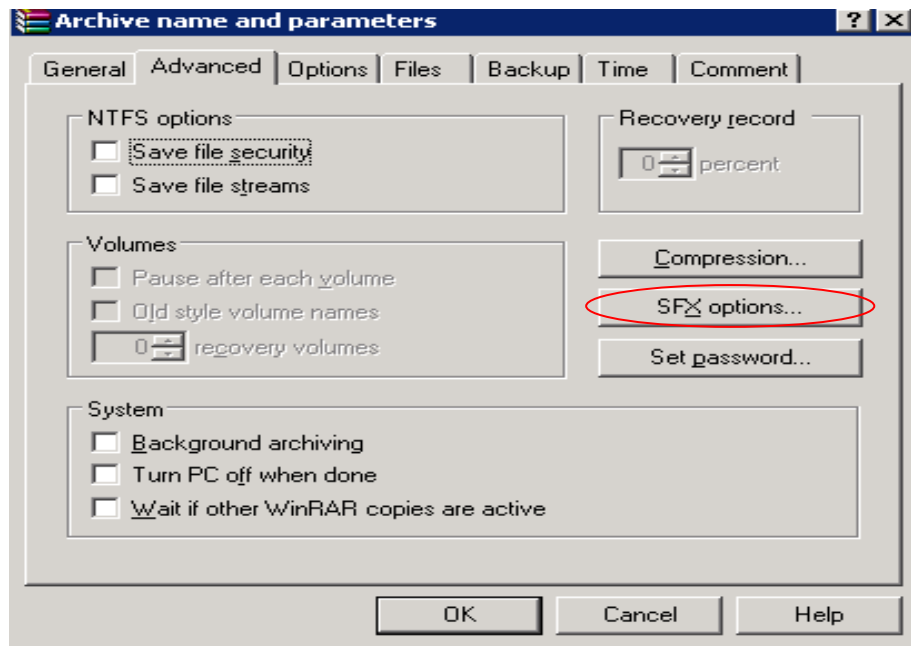 Archive name and parameters
General Advanced Options Files Backup Time Comment
NTFS options
Save file security
Save file streams
Recovery record
0 percent
Volumes
Pause after each volume
Old style volume names
0 recovery volumes
Compression...
SFX options...
Set password...
System
Background archiving
Turn PC off when done
Wait if other WinRAR copies are active
OK Cancel Help